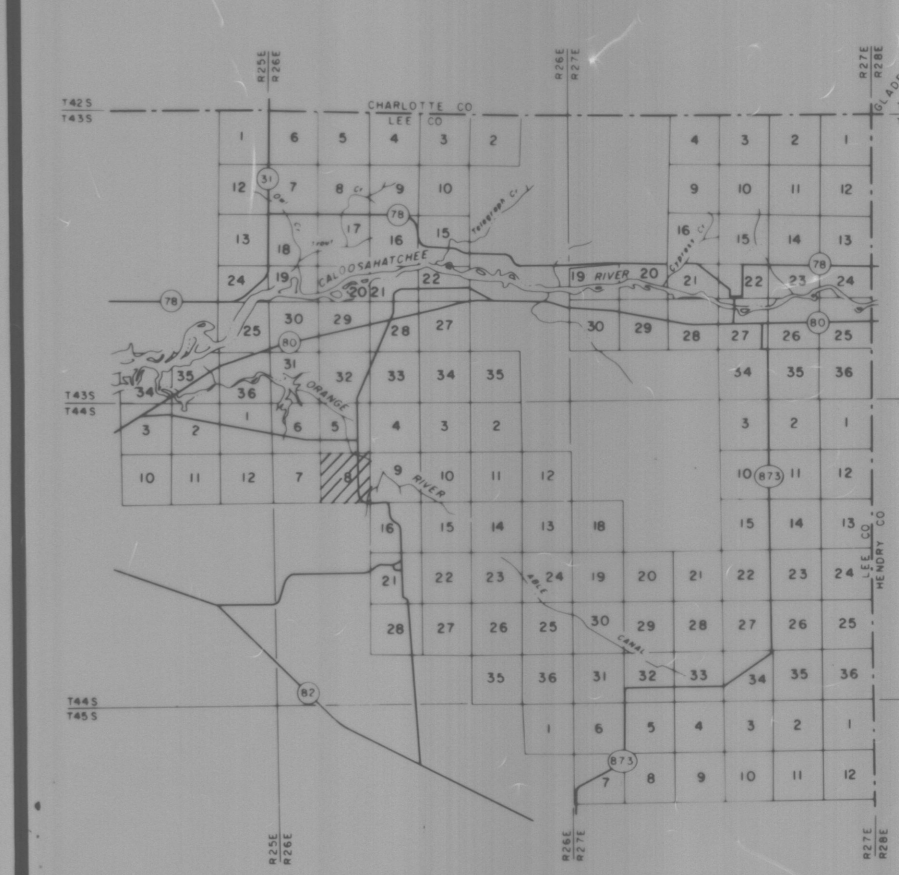 R25E R26E R26E R27E R27E R28E
T42S CHARLOTTE CO
T43S LEE CO
1 6 5 4 3 2 4 3 2 1
31
12 7 8 Cr. 9 10 9 10 11 12
78 Telegraph Cr.
13 18 17 16 15 16 Cypress Cr. 15 14 13
CALOOSAHATCHEE RIVER
24 19 20 21 22 19 20 21 22 23 78 24
78
25 30 29 28 27 30 29 28 27 26 80 25
80
34 35 36 31 32 33 34 35 34 35 36
ORANGE
T43S
T44S
3 2 1 6 5 4 3 2 3 2 1
10 11 12 7 8 9 10 11 12 10 873 11 12
RIVER
16 15 14 13 18 15 14 13
LEE CO
HENDRY CO
21 22 23 24 19 20 21 22 23 24
ABLE CANAL
28 27 26 25 30 29 28 27 26 25
35 36 31 32 33 34 35 36
82
T44S
T45S
1 6 5 4 3 2 1
873
7 8 9 10 11 12
R25E R26E R26E R27E R27E R28E